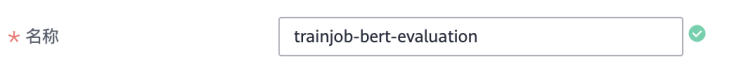 * 名称 trainjob-bert-evaluation